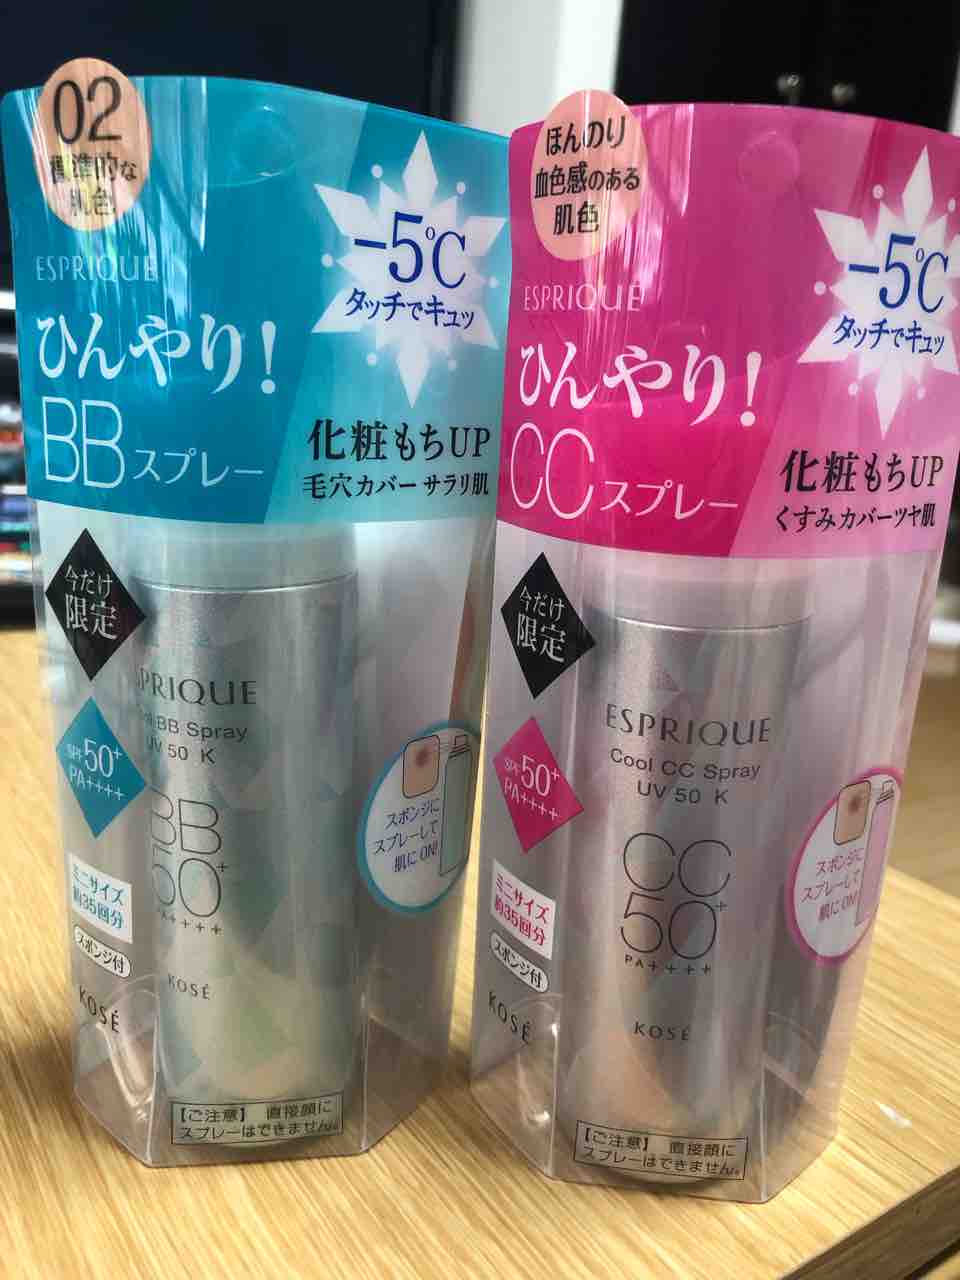 02
標準的な
肌色
ESPRIQUE
-5℃
タッチでキュッ
ひんやり!
BBスプレー
化粧もちUP
毛穴カバーサラリ肌
今だけ
限定
SPF50+
PA++++
ミニサイズ
約35回分
スポンジ付
KOSÉ
スポンジに
スプレーして
肌にON!
ESPRIQUE
Cool BB Spray
UV 50 K
BB
50+
PA++++
KOSÉ
【ご注意】 直接顔に
スプレーはできません。
ほんのり
血色感のある
肌色
ESPRIQUE
-5℃
タッチでキュッ
ひんやり!
CCスプレー
化粧もちUP
くすみカバーツヤ肌
今だけ
限定
SPF50+
PA++++
ミニサイズ
約35回分
スポンジ付
KOSÉ
スポンジに
スプレーして
肌にON!
ESPRIQUE
Cool CC Spray
UV 50 K
CC
50+
PA++++
KOSÉ
【ご注意】 直接顔に
スプレーはできません。